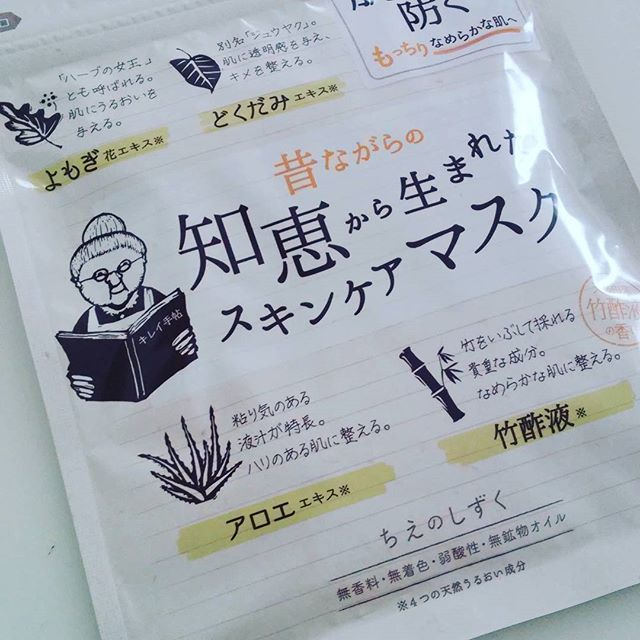 防ぐ
もっちりなめらかな肌へ
「ハーブの女王」
とも呼ばれる。
肌にうるおいを
与える。
よもぎ花エキス※
別名「ジュウヤク」。
肌に透明感を与え、
キメを整える。
どくだみエキス※
昔ながらの
知恵から生まれた
スキンケアマスク
キレイ手帖
竹酢液
の香
竹をいぶして採れる
貴重な成分。
なめらかな肌に整える。
竹酢液※
粘り気のある
液汁が特長。
ハリのある肌に整える。
アロエエキス※
ちえのしずく
無香料・無着色・弱酸性・無鉱物オイル
※4つの天然うるおい成分